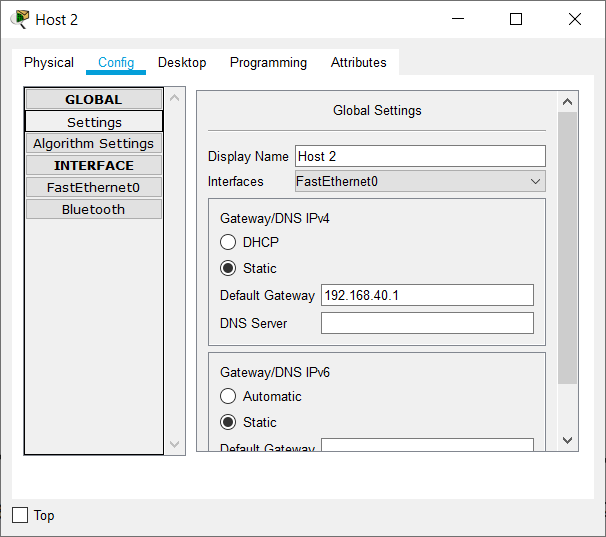 Host 2
Physical Config Desktop Programming Attributes
GLOBAL
Settings
Algorithm Settings
INTERFACE
FastEthernet0
Bluetooth
Global Settings
Display Name Host 2
Interfaces FastEthernet0
Gateway/DNS IPv4
DHCP
Static
Default Gateway 192.168.40.1
DNS Server
Gateway/DNS IPv6
Automatic
Static
Default Gateway
Top